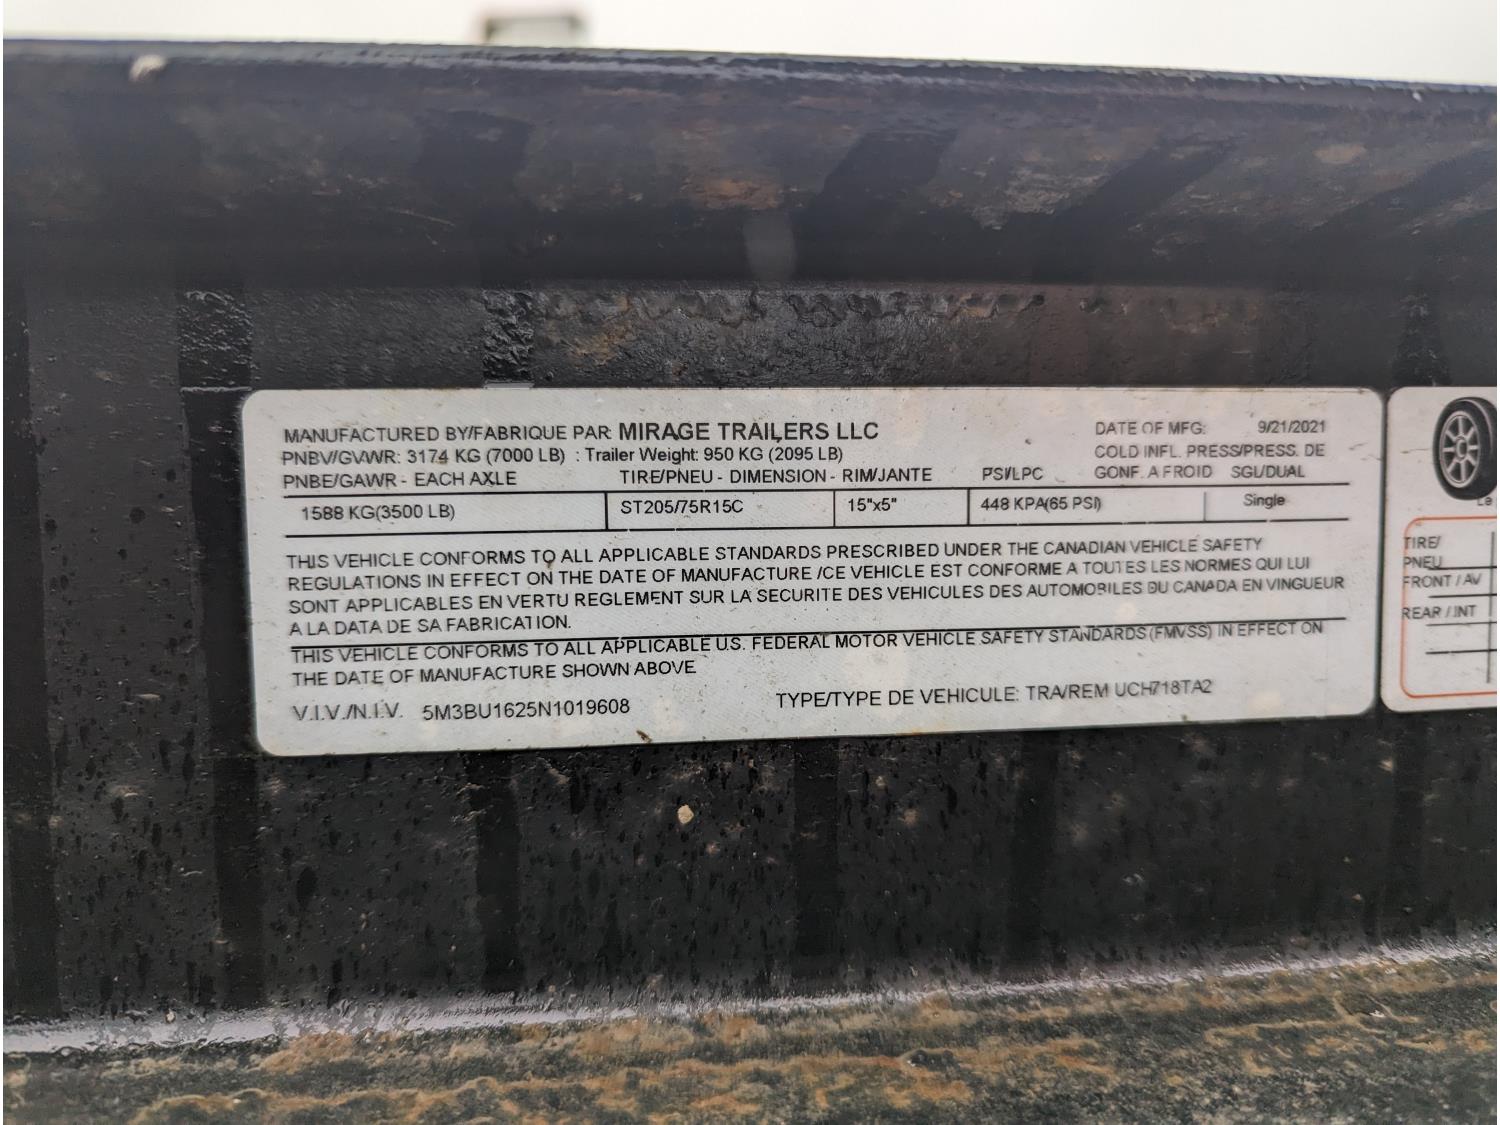 MANUFACTURED BY/FABRIQUE PAR: MIRAGE TRAILERS LLC DATE OF MFG: 9/21/2021
PNBV/GVWR: 3174 KG (7000 LB) : Trailer Weight: 950 KG (2095 LB) COLD INFL. PRESS/PRESS. DE
PNBE/GAWR - EACH AXLE TIRE/PNEU - DIMENSION - RIM/JANTE PSI/LPC GONF. A FROID SGL/DUAL
1588 KG(3500 LB) ST205/75R15C 15"x5" 448 KPA(65 PSI) Single
THIS VEHICLE CONFORMS TO ALL APPLICABLE STANDARDS PRESCRIBED UNDER THE CANADIAN VEHICLE SAFETY
REGULATIONS IN EFFECT ON THE DATE OF MANUFACTURE /CE VEHICLE EST CONFORME A TOUTES LES NORMES QUI LUI
SONT APPLICABLES EN VERTU REGLEMENT SUR LA SECURITE DES VEHICULES DES AUTOMOBILES DU CANADA EN VINGUEUR
A LA DATA DE SA FABRICATION.
THIS VEHICLE CONFORMS TO ALL APPLICABLE U.S. FEDERAL MOTOR VEHICLE SAFETY STANDARDS (FMVSS) IN EFFECT ON
THE DATE OF MANUFACTURE SHOWN ABOVE
V.I.V./N.I.V. 5M3BU1625N1019608 TYPE/TYPE DE VEHICULE: TRA/REM UCH718TA2
Le
TIRE/
PNEU
FRONT / AV
REAR / INT